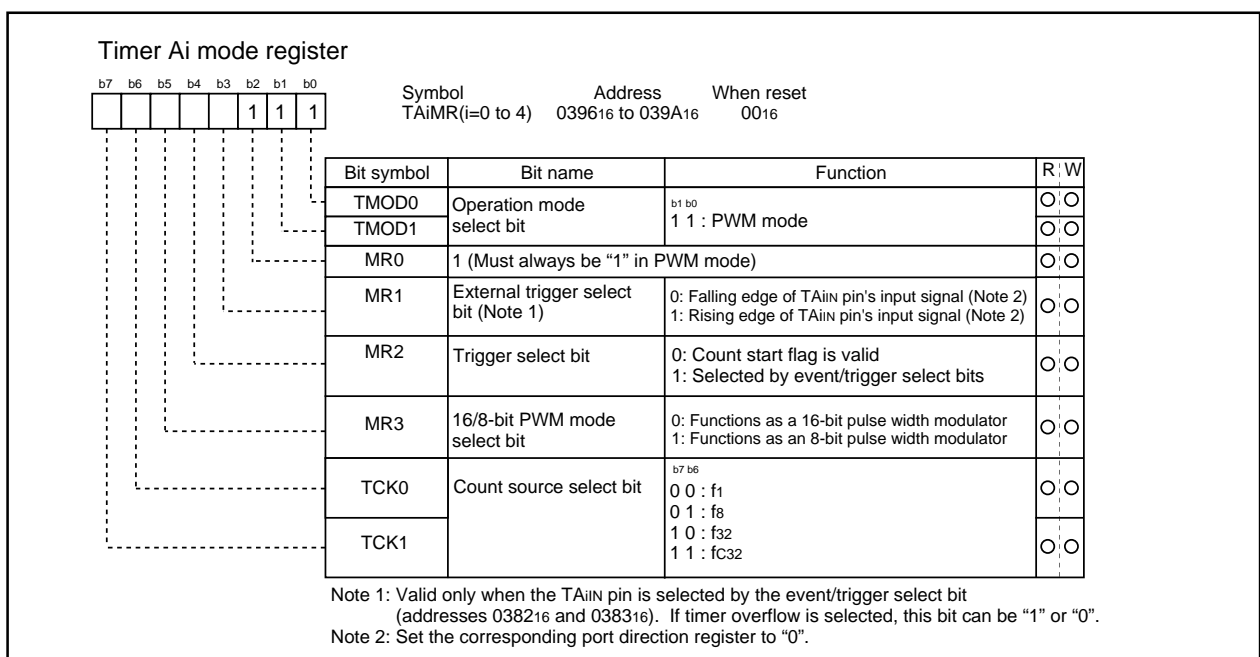 Timer Ai mode register
b7 b6 b5 b4 b3 b2 b1 b0
1 1 1
Symbol Address When reset
TAiMR(i=0 to 4) 039616 to 039A16 0016
Bit symbol Bit name Function R W
TMOD0 Operation mode select bit b1 b0
1 1 : PWM mode
TMOD1
MR0 1 (Must always be “1” in PWM mode)
MR1 External trigger select bit (Note 1) 0: Falling edge of TAiIN pin's input signal (Note 2)
1: Rising edge of TAiIN pin's input signal (Note 2)
MR2 Trigger select bit 0: Count start flag is valid
1: Selected by event/trigger select bits
MR3 16/8-bit PWM mode select bit 0: Functions as a 16-bit pulse width modulator
1: Functions as an 8-bit pulse width modulator
TCK0 Count source select bit b7 b6
0 0 : f1
0 1 : f8
1 0 : f32
1 1 : fC32
TCK1
Note 1: Valid only when the TAiIN pin is selected by the event/trigger select bit
(addresses 038216 and 038316). If timer overflow is selected, this bit can be “1” or “0”.
Note 2: Set the corresponding port direction register to “0”.